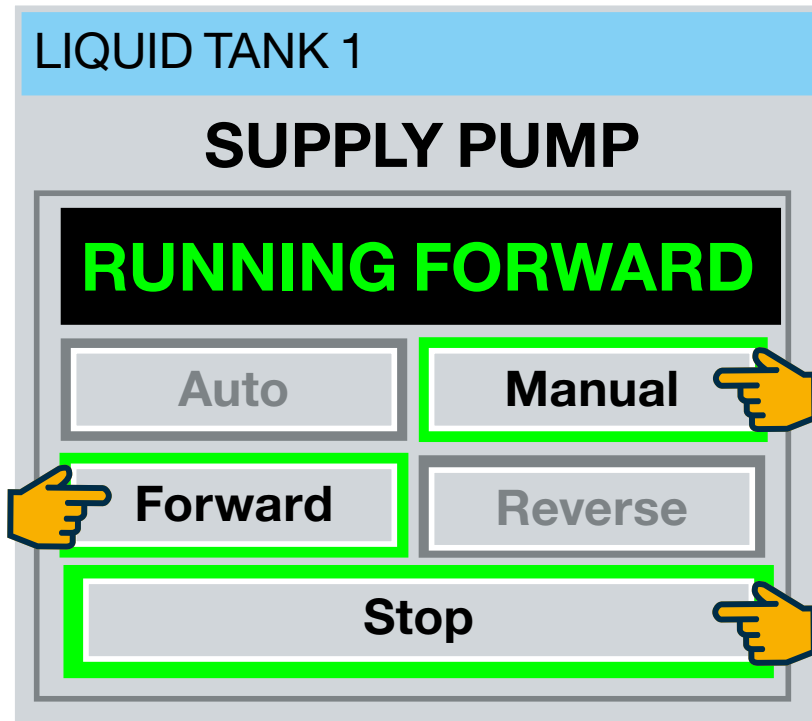 LIQUID TANK 1
SUPPLY PUMP
RUNNING FORWARD
Auto Manual
Forward Reverse
Stop